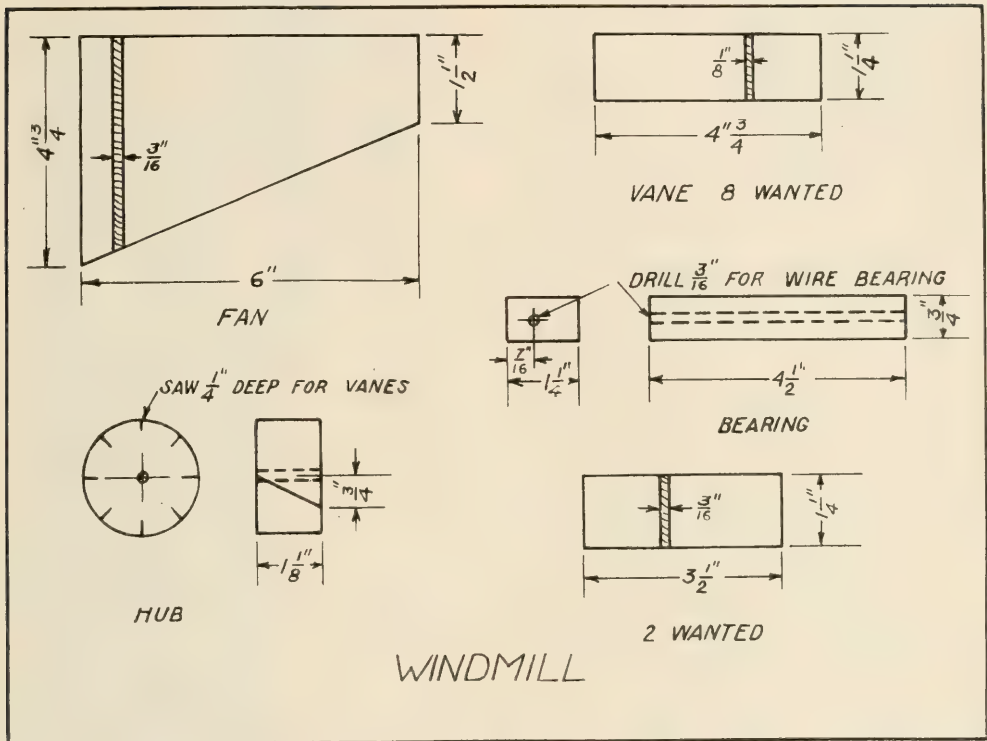 4"3/4
3/16"
1 1/2"
6"
FAN
1/8"
1 1/4"
4" 3/4
VANE 8 WANTED
DRILL 3/16" FOR WIRE BEARING
7/16"
1 1/4"
4 1/2"
3/4"
BEARING
SAW 1/4" DEEP FOR VANES
3/4"
1 1/8"
HUB
3/16"
1 1/4"
3 1/2"
2 WANTED
WINDMILL